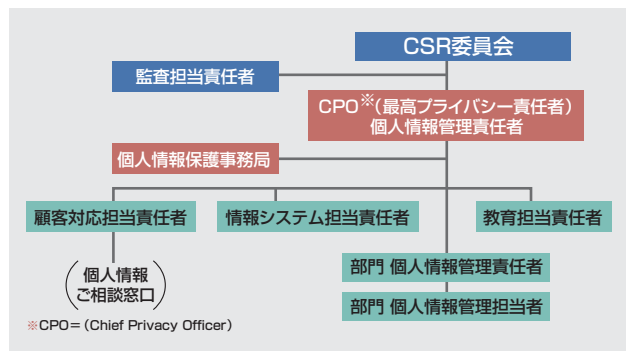 CSR委員会
監査担当責任者
CPO※(最高プライバシー責任者)
個人情報管理責任者
個人情報保護事務局
顧客対応担当責任者
情報システム担当責任者
教育担当責任者
(個人情報
ご相談窓口)
部門 個人情報管理責任者
部門 個人情報管理担当者
※CPO=(Chief Privacy Officer)